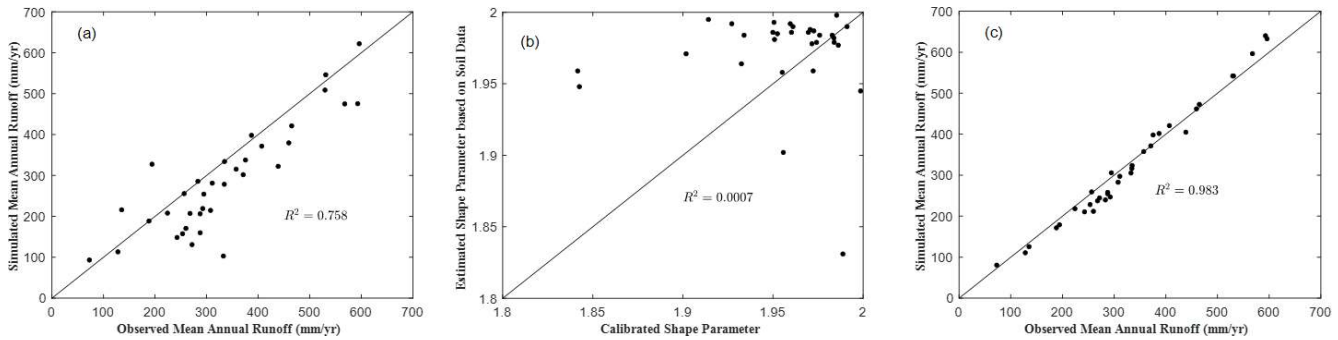 (a)
Simulated Mean Annual Runoff (mm/yr)
700
600
500
400
300
200
100
0
R² = 0.758
0 100 200 300 400 500 600 700
Observed Mean Annual Runoff (mm/yr)
(b)
Estimated Shape Parameter based on Soil Data
2
1.95
1.9
1.85
1.8
R² = 0.0007
1.8 1.85 1.9 1.95 2
Calibrated Shape Parameter
(c)
Simulated Mean Annual Runoff (mm/yr)
700
600
500
400
300
200
100
0
R² = 0.983
0 100 200 300 400 500 600 700
Observed Mean Annual Runoff (mm/yr)